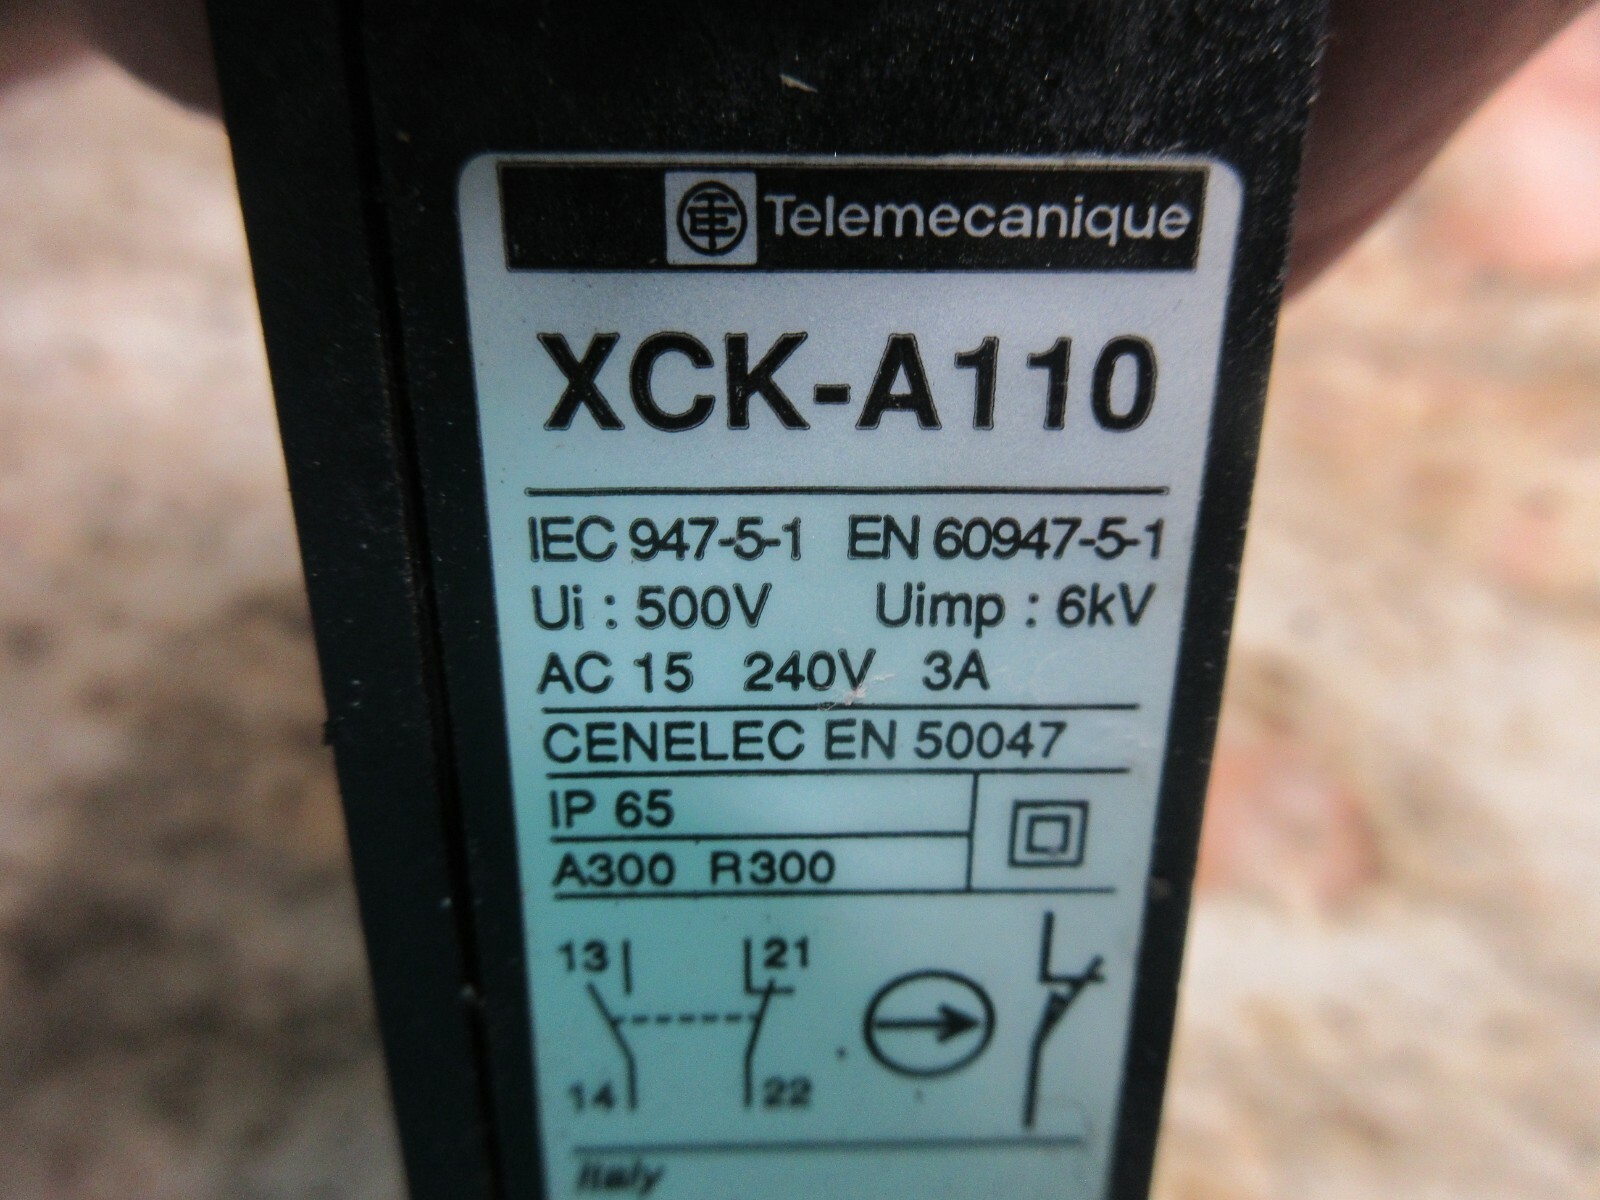 Telemecanique
XCK-A110
IEC 947-5-1 EN 60947-5-1
Ui : 500V Uimp : 6kV
AC 15 240V 3A
CENELEC EN 50047
IP 65
A300 R300
13 21
14 22
Italy